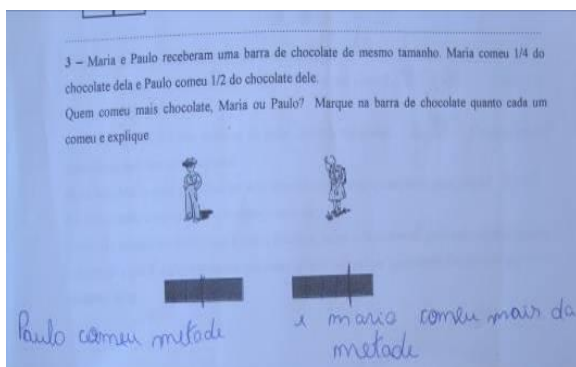 3 – Maria e Paulo receberam uma barra de chocolate de mesmo tamanho. Maria comeu 1/4 do
chocolate dela e Paulo comeu 1/2 do chocolate dele.
Quem comeu mais chocolate, Maria ou Paulo? Marque na barra de chocolate quanto cada um
comeu e explique
Paulo comeu metade
e maria comeu mais da
metade